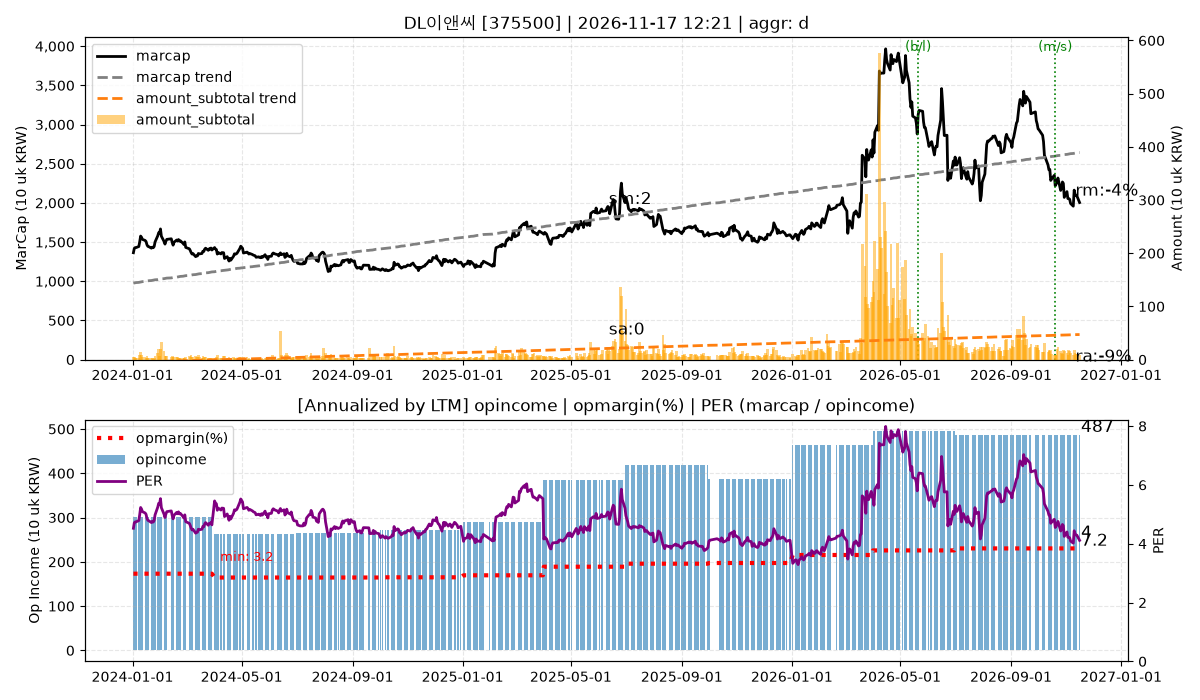 DL이앤씨 [375500] | 2026-11-17 12:21 | aggr: d
(b/l)
(m/s)
marcap
marcap trend
amount_subtotal trend
amount_subtotal
MarCap (10 uk KRW)
4,000
3,500
3,000
2,500
2,000
1,500
1,000
500
0
Amount (10 uk KRW)
600
500
400
300
200
100
0
sm:2
sa:0
rm:-4%
ra:-9%
2024-01-01
2024-05-01
2024-09-01
2025-01-01
2025-05-01
2025-09-01
2026-01-01
2026-05-01
2026-09-01
2027-01-01
[Annualized by LTM] opincome | opmargin(%) | PER (marcap / opincome)
opmargin(%)
opincome
PER
Op Income (10 uk KRW)
500
400
300
200
100
0
PER
8
6
4
2
0
min: 3.2
487
4
7.2
2024-01-01
2024-05-01
2024-09-01
2025-01-01
2025-05-01
2025-09-01
2026-01-01
2026-05-01
2026-09-01
2027-01-01